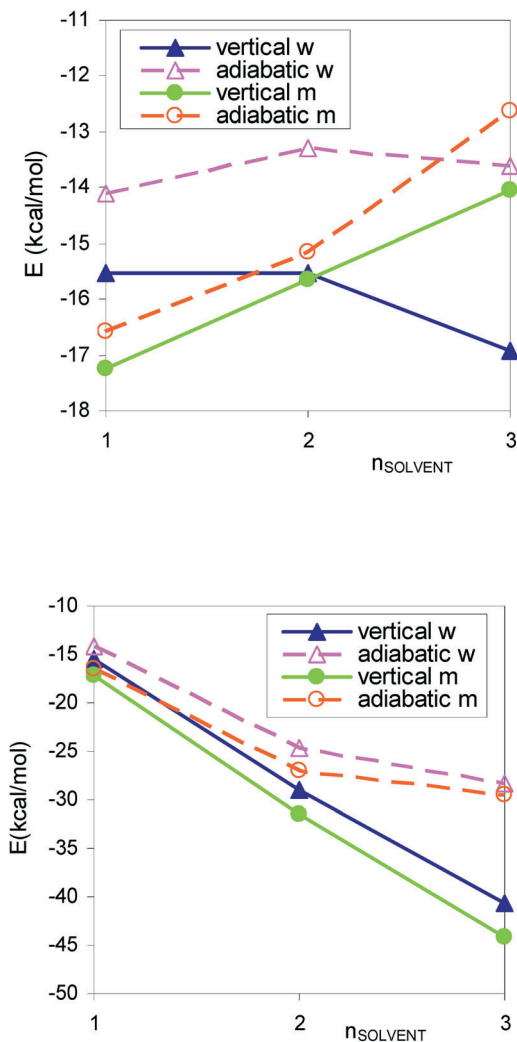 -11
-12
-13
-14
-15
-16
-17
-18
E (kcal/mol)
vertical w
adiabatic w
vertical m
adiabatic m
1
2
3
nSOLVENT
-10
-15
-20
-25
-30
-35
-40
-45
-50
E(kcal/mol)
vertical w
adiabatic w
vertical m
adiabatic m
1
2
3
nSOLVENT